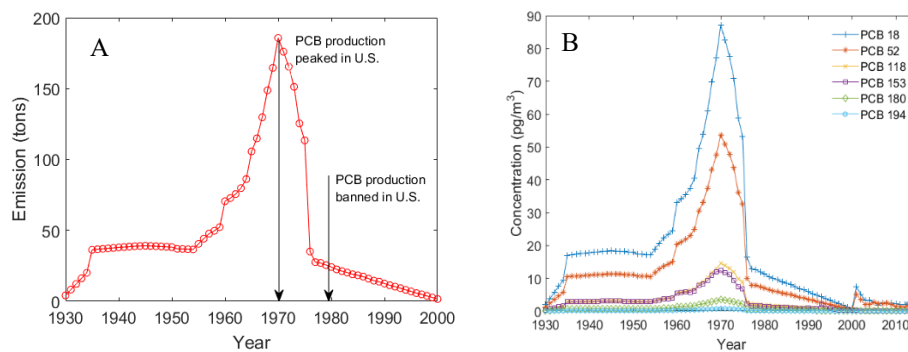 A
PCB production
peaked in U.S.
PCB production
banned in U.S.
Emission (tons)
200
150
100
50
0
1930 1940 1950 1960 1970 1980 1990 2000
Year
B
PCB 18
PCB 52
PCB 118
PCB 153
PCB 180
PCB 194
Concentration (pg/m³)
90
80
70
60
50
40
30
20
10
0
1930 1940 1950 1960 1970 1980 1990 2000
Year